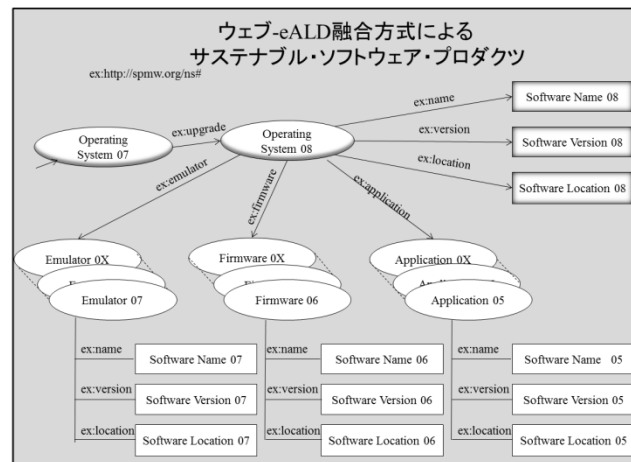 ウェブ-eALD融合方式による
サステナブル・ソフトウェア・プロダクツ
ex:http://spmw.org/ns#
ex:name
Software Name 08
ex:upgrade
Operating
System 07
Operating
System 08
ex:version
Software Version 08
ex:location
Software Location 08
ex:emulator
ex:firmware
ex:application
Emulator 0X
Firmware 0X
Application 0X
Emulator 07
Firmware 06
Application 05
ex:name
Software Name 07
ex:name
Software Name 06
ex:name
Software Name 05
ex:version
Software Version 07
ex:version
Software Version 06
ex:version
Software Version 05
ex:location
Software Location 07
ex:location
Software Location 06
ex:location
Software Location 05